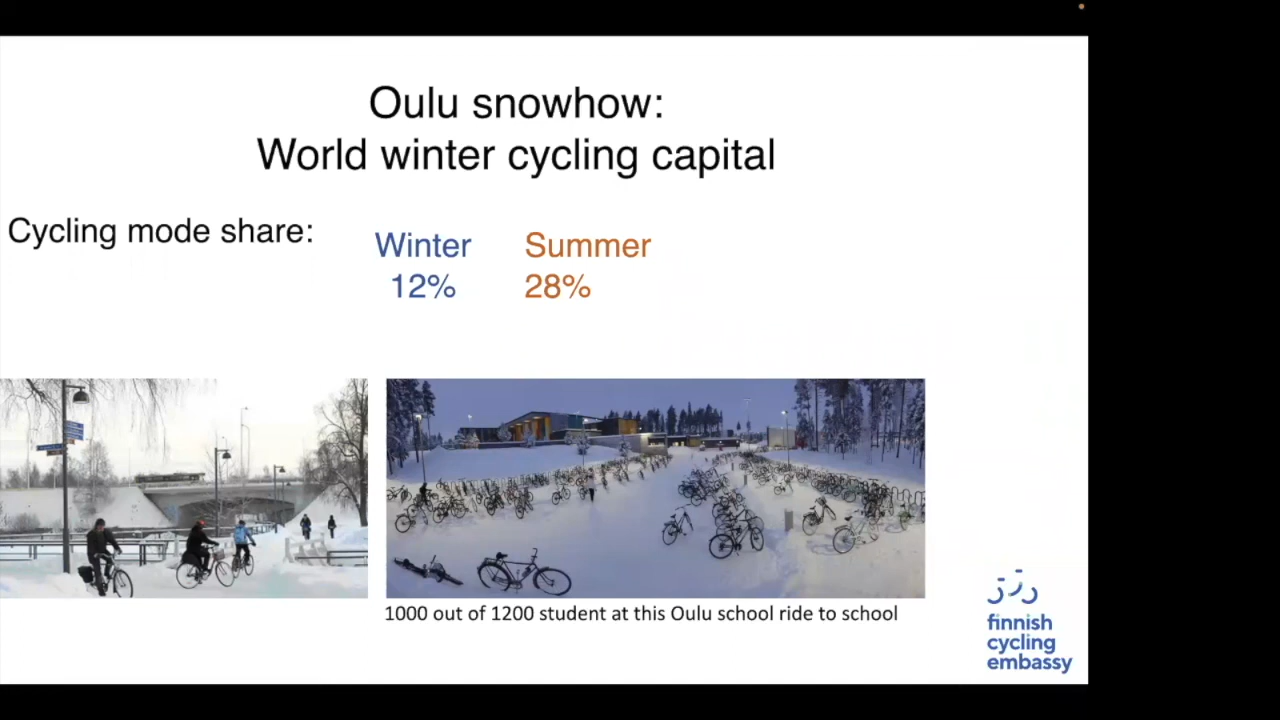 Oulu snowhow:
World winter cycling capital
Cycling mode share:
Winter Summer
12% 28%
1000 out of 1200 student at this Oulu school ride to school
finnish
cycling
embassy